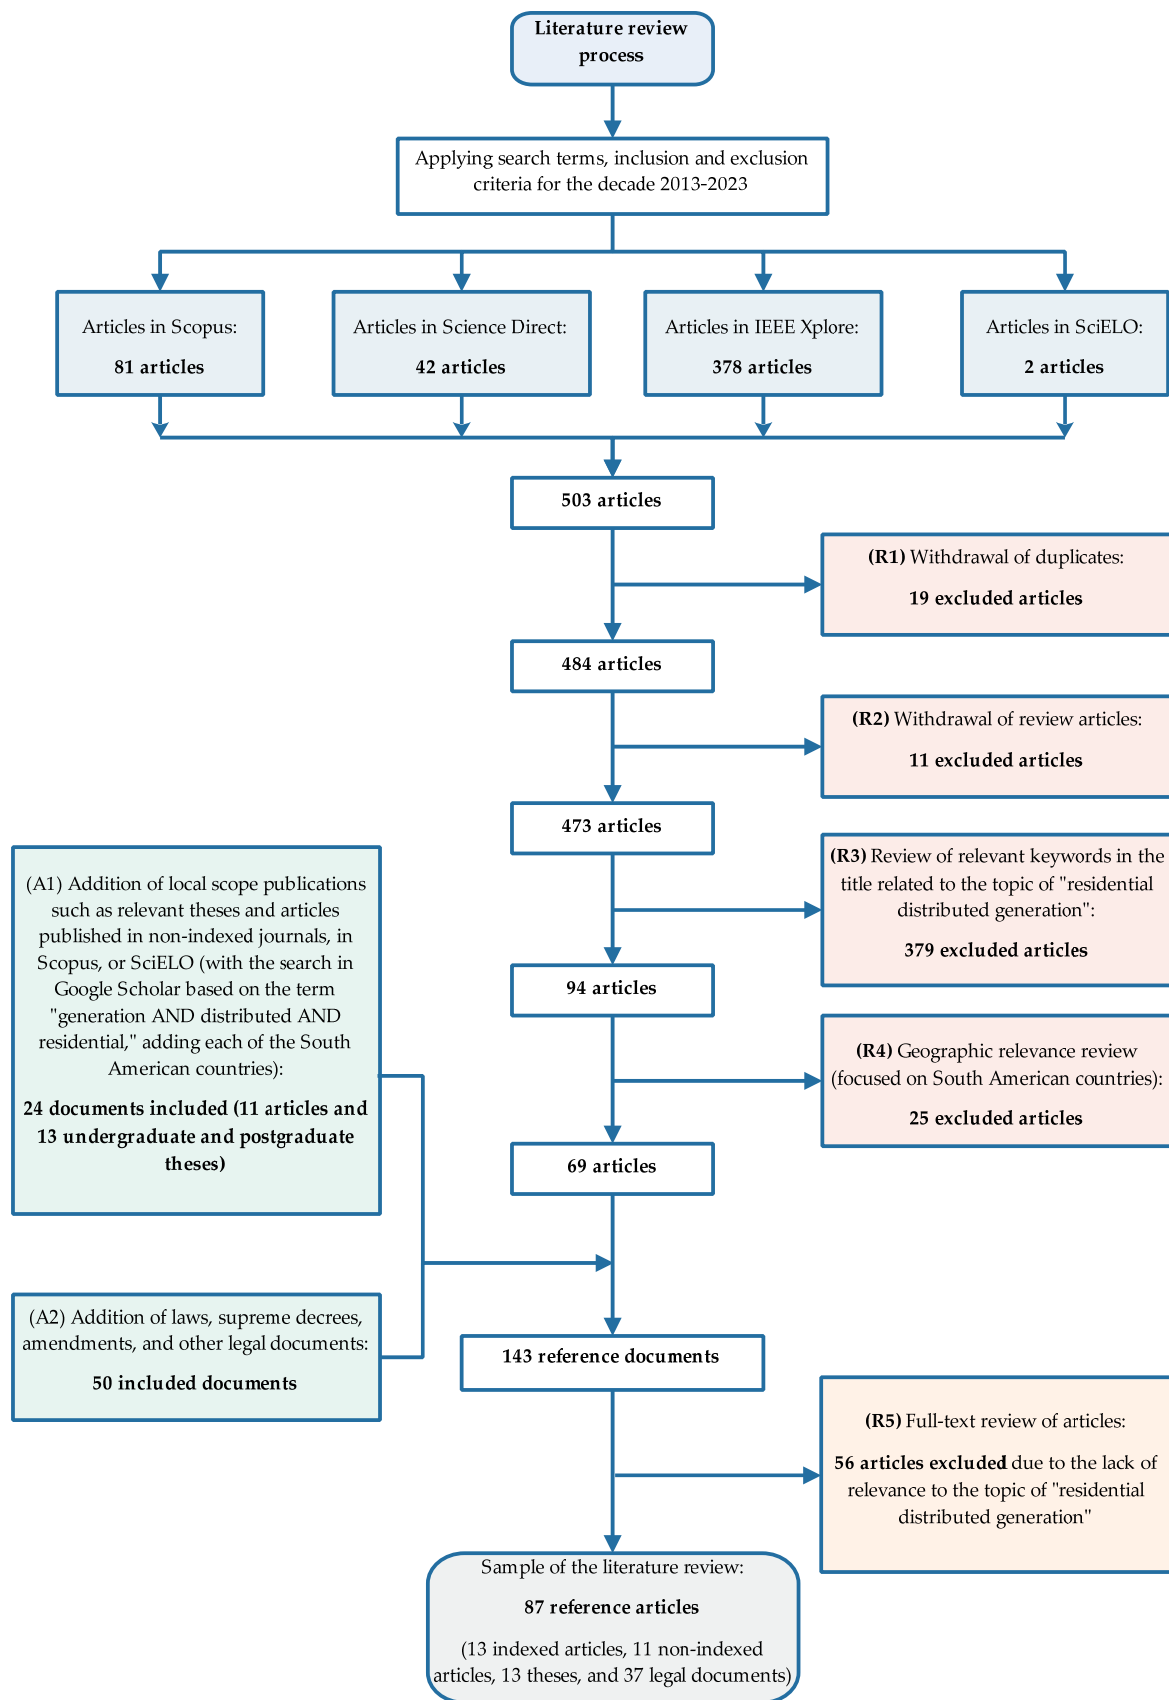 Literature review
process
Applying search terms, inclusion and exclusion
criteria for the decade 2013-2023
Articles in Scopus:
81 articles
Articles in Science Direct:
42 articles
Articles in IEEE Xplore:
378 articles
Articles in SciELO:
2 articles
503 articles
(R1) Withdrawal of duplicates:
19 excluded articles
484 articles
(R2) Withdrawal of review articles:
11 excluded articles
473 articles
(R3) Review of relevant keywords in the
title related to the topic of "residential
distributed generation":
379 excluded articles
(A1) Addition of local scope publications
such as relevant theses and articles
published in non-indexed journals, in
Scopus, or SciELO (with the search in
Google Scholar based on the term
"generation AND distributed AND
residential," adding each of the South
American countries):
24 documents included (11 articles and
13 undergraduate and postgraduate
theses)
94 articles
(R4) Geographic relevance review
(focused on South American countries):
25 excluded articles
69 articles
(A2) Addition of laws, supreme decrees,
amendments, and other legal documents:
50 included documents
143 reference documents
(R5) Full-text review of articles:
56 articles excluded due to the lack of
relevance to the topic of "residential
distributed generation"
Sample of the literature review:
87 reference articles
(13 indexed articles, 11 non-indexed
articles, 13 theses, and 37 legal documents)